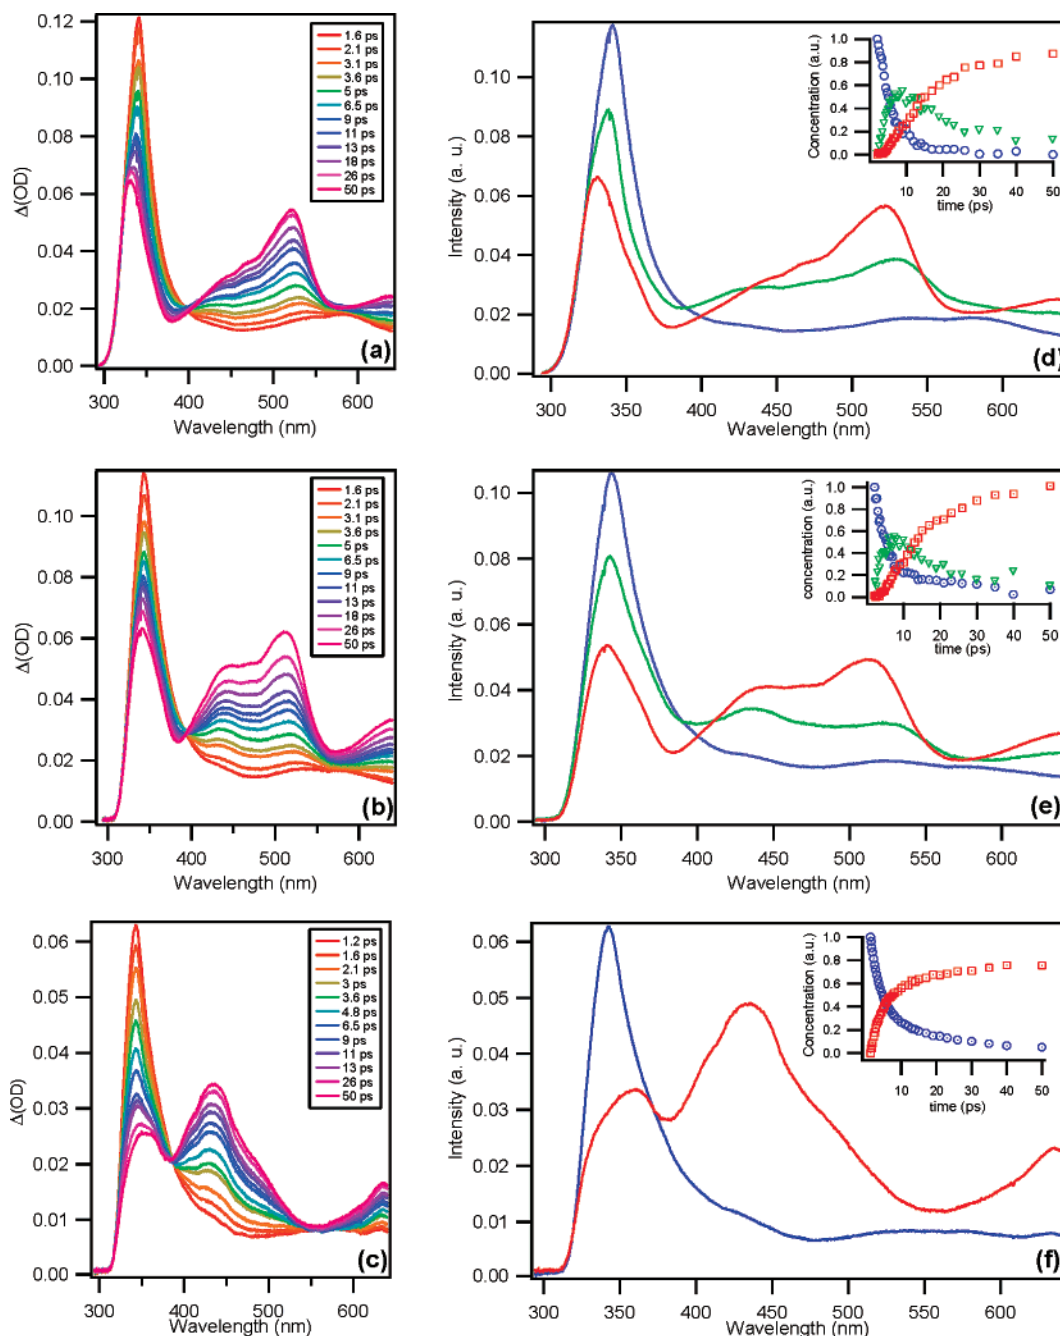 0.12
0.10
0.08
0.06
0.04
0.02
0.00
Δ(OD)
300 400 500 600
Wavelength (nm)
1.6 ps
2.1 ps
3.1 ps
3.6 ps
5 ps
6.5 ps
9 ps
11 ps
13 ps
18 ps
26 ps
50 ps
(a)
0.10
0.08
0.06
0.04
0.02
0.00
Intensity (a. u.)
300 350 400 450 500 550 600
Wavelength (nm)
1.0
0.8
0.6
0.4
0.2
0.0
Concentration (a.u.)
10 20 30 40 50
time (ps)
(d)
0.10
0.08
0.06
0.04
0.02
0.00
Δ(OD)
300 400 500 600
Wavelength (nm)
1.6 ps
2.1 ps
3.1 ps
3.6 ps
5 ps
6.5 ps
9 ps
11 ps
13 ps
18 ps
26 ps
50 ps
(b)
0.10
0.08
0.06
0.04
0.02
0.00
Intensity (a. u.)
300 350 400 450 500 550 600
Wavelength (nm)
1.0
0.8
0.6
0.4
0.2
0.0
concentration (a.u.)
10 20 30 40 50
time (ps)
(e)
0.06
0.05
0.04
0.03
0.02
0.01
0.00
Δ(OD)
300 400 500 600
Wavelength (nm)
1.2 ps
1.6 ps
2.1 ps
3 ps
3.6 ps
4.8 ps
6.5 ps
9 ps
11 ps
13 ps
26 ps
50 ps
(c)
0.06
0.05
0.04
0.03
0.02
0.01
0.00
Intensity (a. u.)
300 350 400 450 500 550 600
Wavelength (nm)
1.0
0.8
0.6
0.4
0.2
0.0
Concentration (a.u.)
10 20 30 40 50
time (ps)
(f)